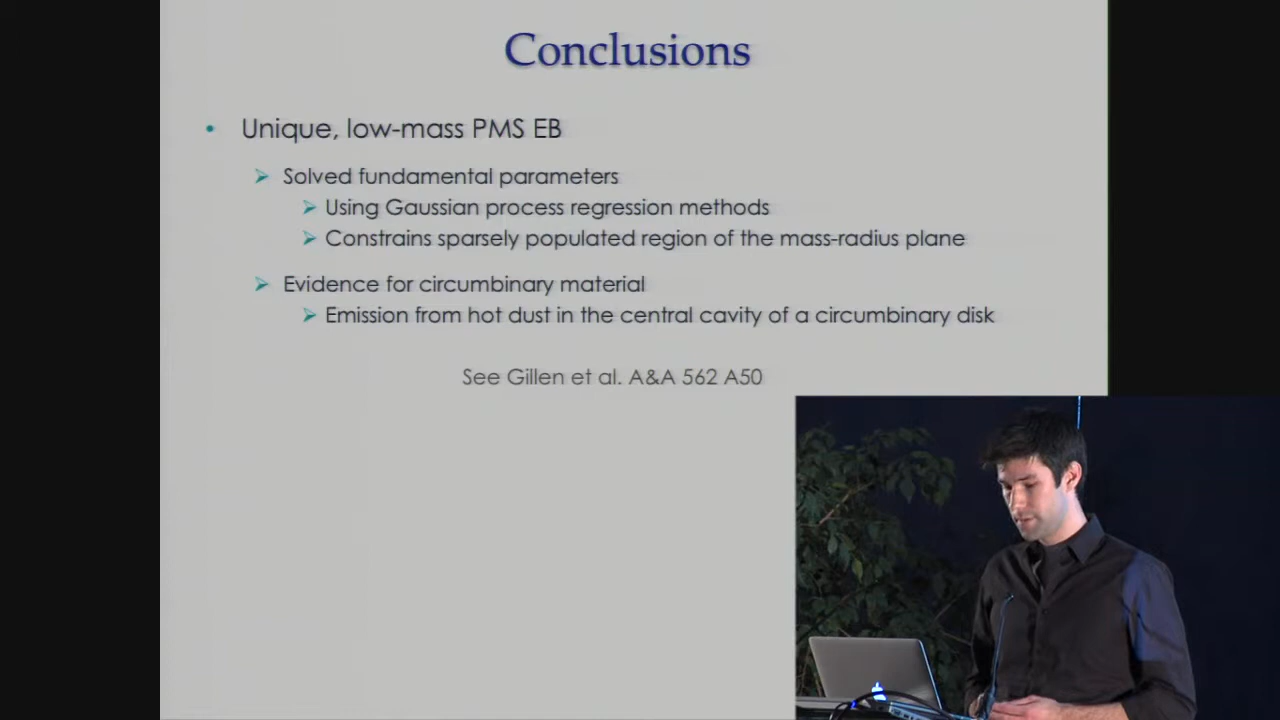 Conclusions
• Unique, low-mass PMS EB
➢ Solved fundamental parameters
➢ Using Gaussian process regression methods
➢ Constrains sparsely populated region of the mass-radius plane
➢ Evidence for circumbinary material
➢ Emission from hot dust in the central cavity of a circumbinary disk
See Gillen et al. A&A 562 A50